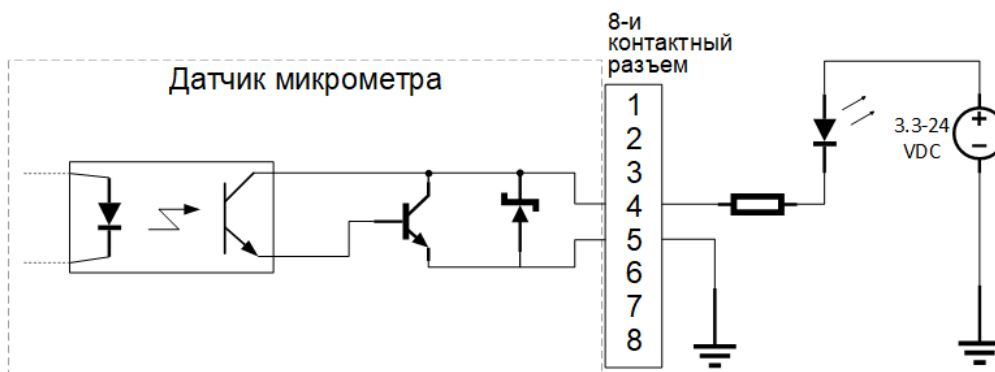 8-и
контактный
разъем
Датчик микрометра
1
2
3
4
5
6
7
8
3.3-24
VDC
+
−